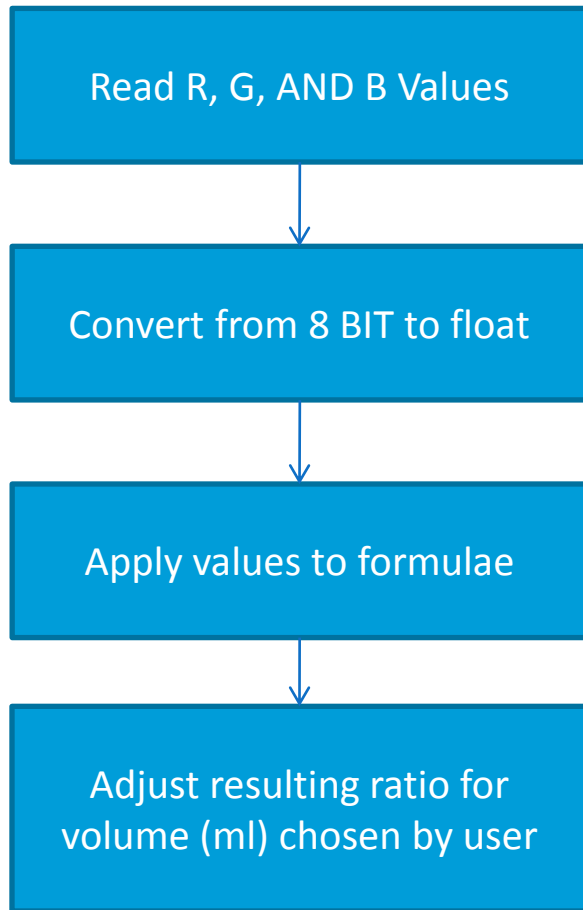 Read R, G, AND B Values
Convert from 8 BIT to float
Apply values to formulae
Adjust resulting ratio for
volume (ml) chosen by user